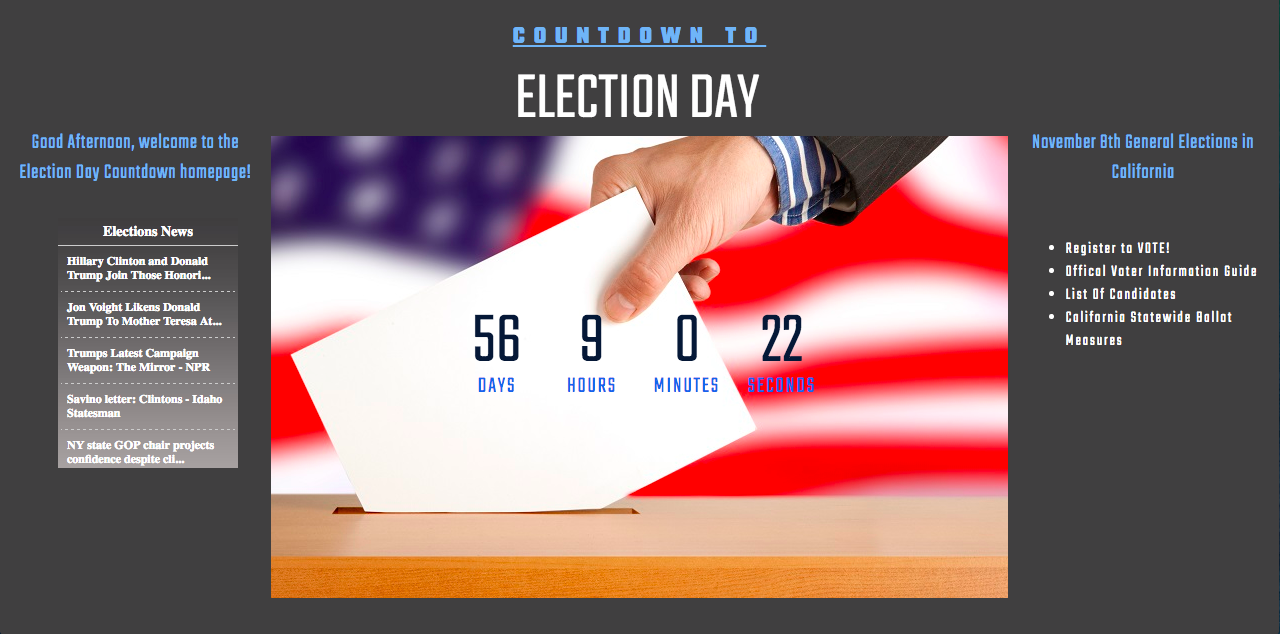 COUNTDOWN TO
ELECTION DAY
Good Afternoon, welcome to the
Election Day Countdown homepage!
Elections News
Hillary Clinton and Donald
Trump Join Those Honori...
Jon Voight Likens Donald
Trump To Mother Teresa At...
Trumps Latest Campaign
Weapon: The Mirror - NPR
Savino letter: Clintons - Idaho
Statesman
NY state GOP chair projects
confidence despite cli...
56 9 0 22
DAYS HOURS MINUTES SECONDS
November 8th General Elections in
California
Register to VOTE!
Offical Voter Information Guide
List Of Candidates
California Statewide Ballot
Measures